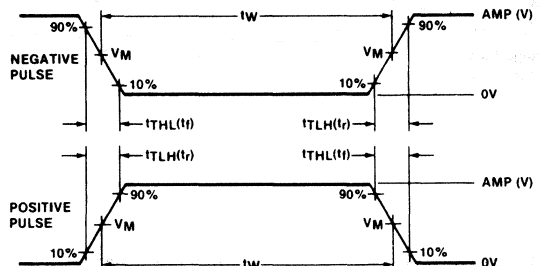 90%
tW
90%
AMP (V)
NEGATIVE
PULSE
VM
VM
10%
10%
0V
tTHL(tf)
tTLH(tr)
tTLH(tr)
tTHL(tf)
90%
90%
AMP (V)
POSITIVE
PULSE
VM
VM
10%
10%
tW
0V